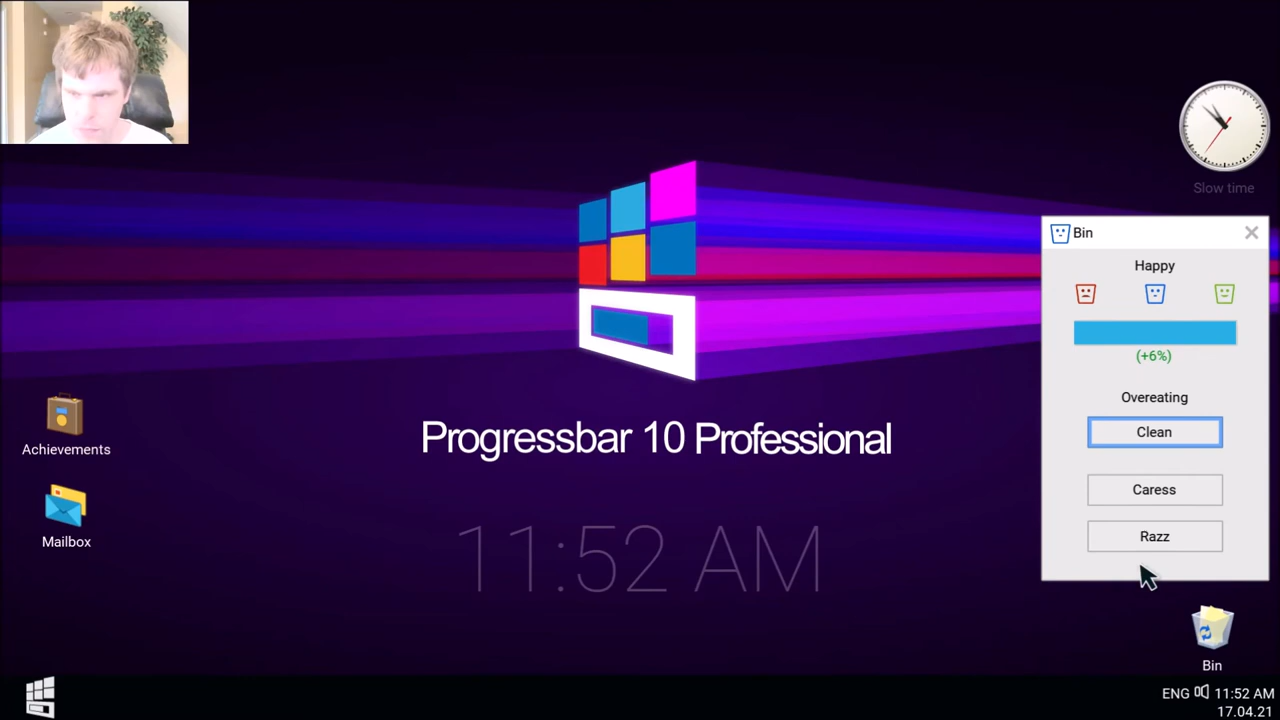 Slow time
Bin
Happy
(+6%)
Overeating
Clean
Caress
Razz
Achievements
Mailbox
Progressbar 10 Professional
11:52 AM
Bin
ENG 11:52 AM
17.04.21